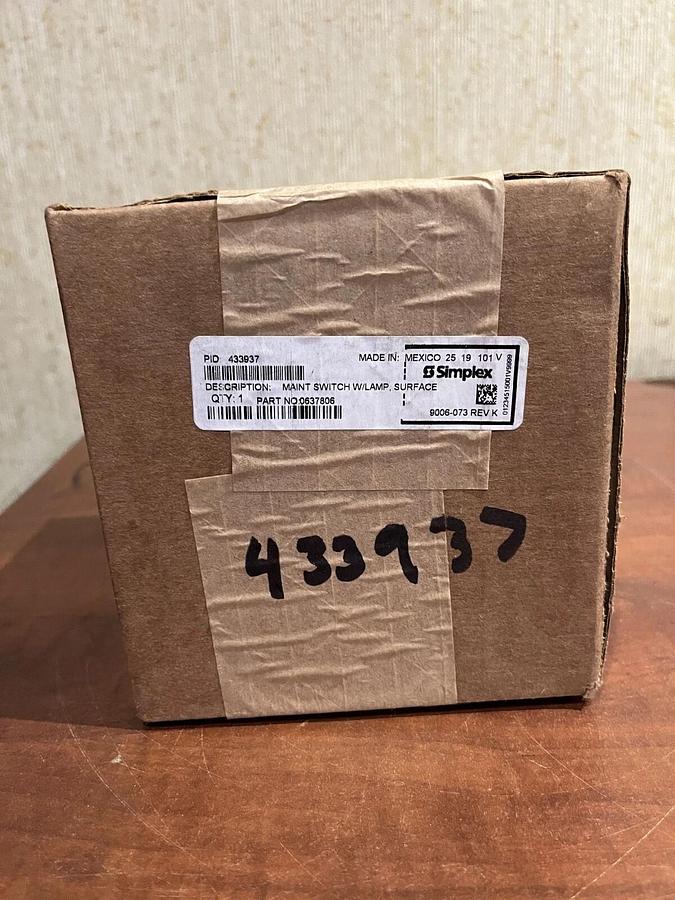 PID: 433937 MADE IN: MEXICO 25 19 101 V
Simplex
DESCRIPTION: MAINT SWITCH W/LAMP, SURFACE
QTY: 1 PART NO:0637806
9006-073 REV K
433937